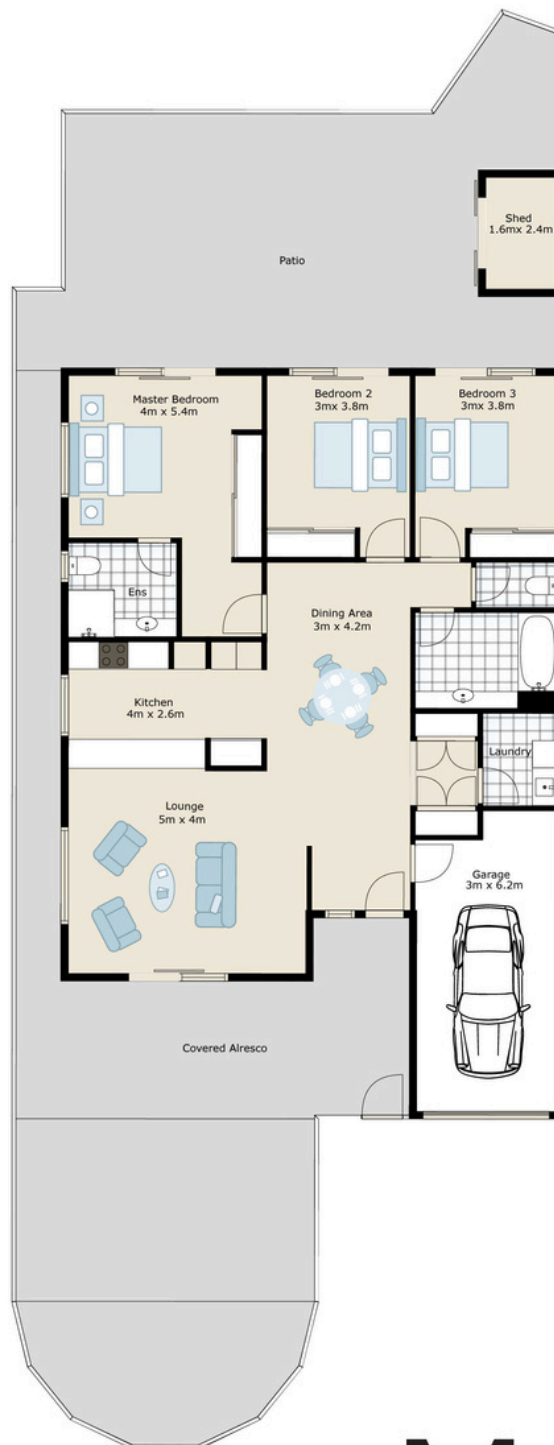 Shed
1.6mx 2.4m
Patio
Master Bedroom
4m x 5.4m
Bedroom 2
3mx 3.8m
Bedroom 3
3mx 3.8m
Ens
Dining Area
3m x 4.2m
Kitchen
4m x 2.6m
Laundry
Lounge
5m x 4m
Garage
3m x 6.2m
Covered Alresco